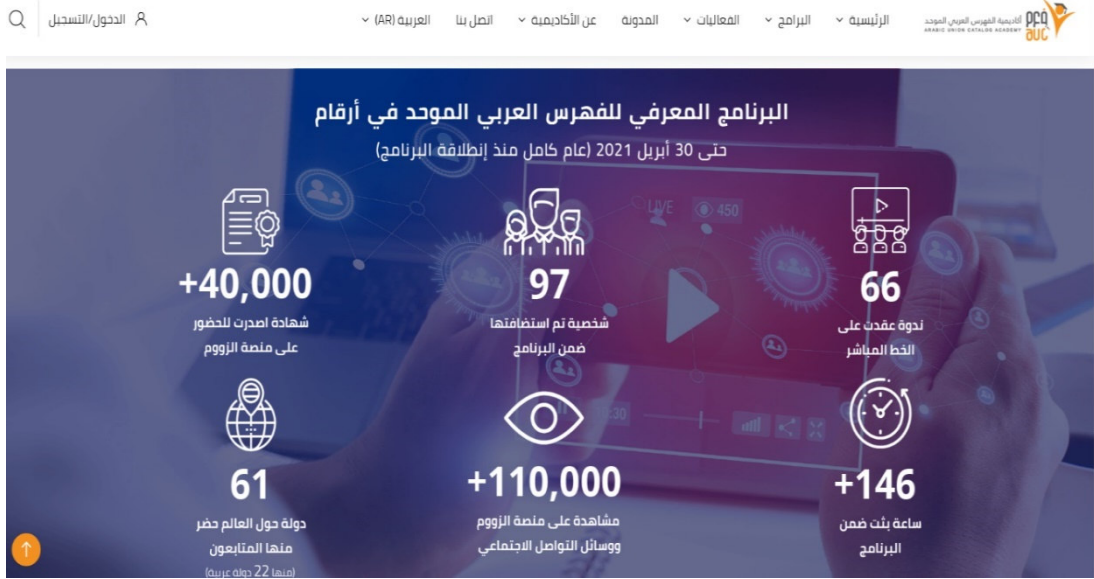 أكاديمية الفهرس العربي الموحد
ARABIC UNION CATALOG ACADEMY
auc
الرئيسية
البرامج
الفعاليات
المدونة
عن الأكاديمية
اتصل بنا
العربية (AR)
الدخول/التسجيل
البرنامج المعرفي للفهرس العربي الموحد في أرقام
حتى 30 أبريل 2021 (عام كامل منذ إنطلاقة البرنامج)
LIVE 450
66
ندوة عقدت على
الخط المباشر
97
شخصية تم استضافتها
ضمن البرنامج
+40,000
شهادة اصدرت للحضور
على منصة الزووم
+146
ساعة بثت ضمن
البرنامج
+110,000
مشاهدة على منصة الزووم
ووسائل التواصل الاجتماعي
61
دولة حول العالم حضر
منها المتابعون
(منها 22 دولة عربية)